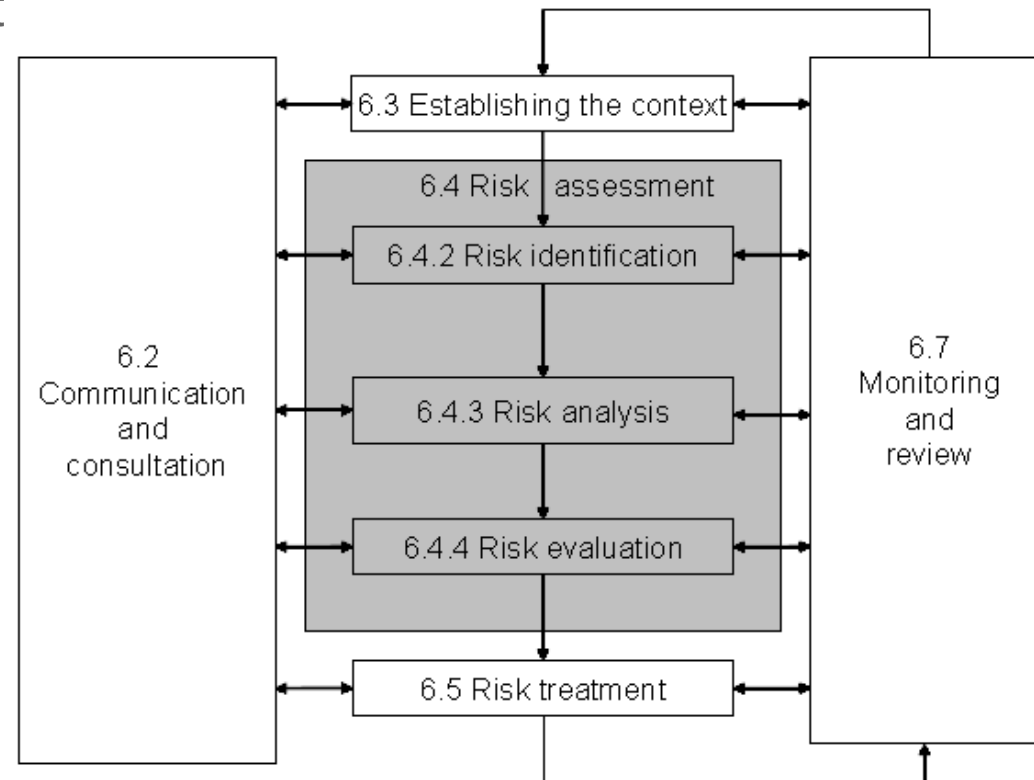 6.3 Establishing the context
6.4 Risk assessment
6.4.2 Risk identification
6.2
Communication
and
consultation
6.7
Monitoring
and
review
6.4.3 Risk analysis
6.4.4 Risk evaluation
6.5 Risk treatment